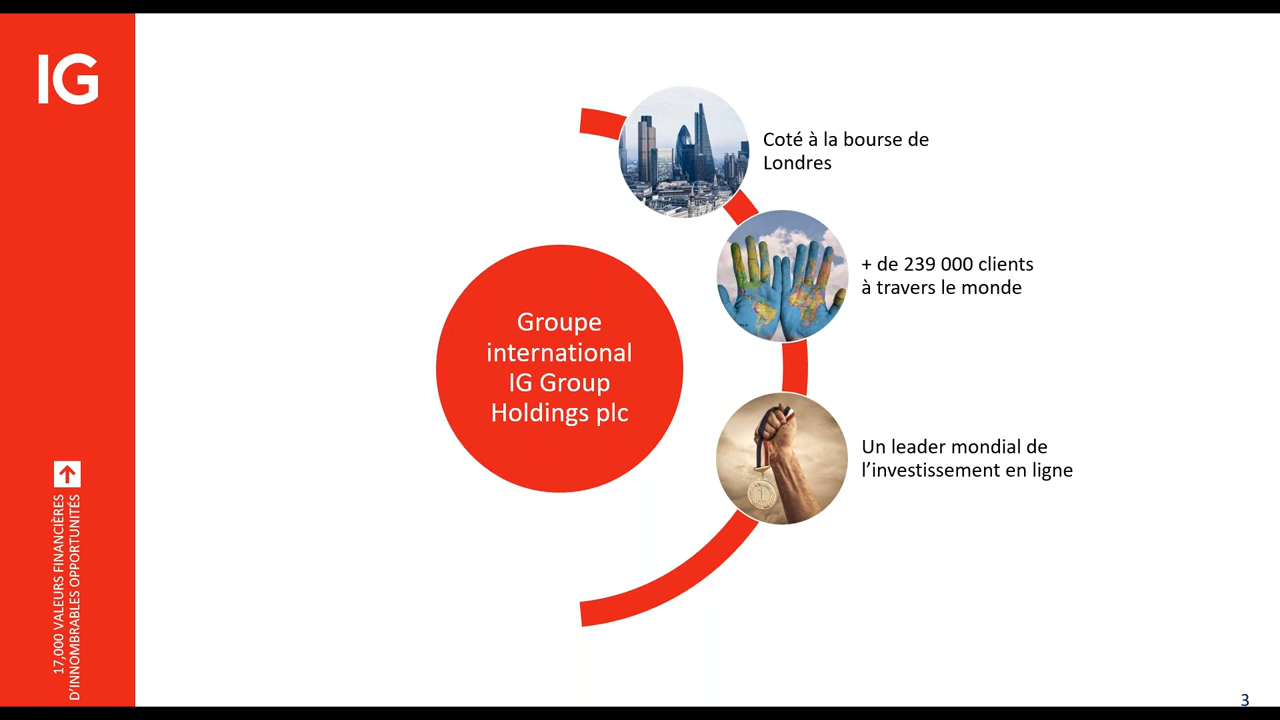 IG
Coté à la bourse de
Londres
+ de 239 000 clients
à travers le monde
Groupe
international
IG Group
Holdings plc
Un leader mondial de
l’investissement en ligne
17,000 VALEURS FINANCIÈRES
D’INNOMBRABLES OPPORTUNITÉS
3